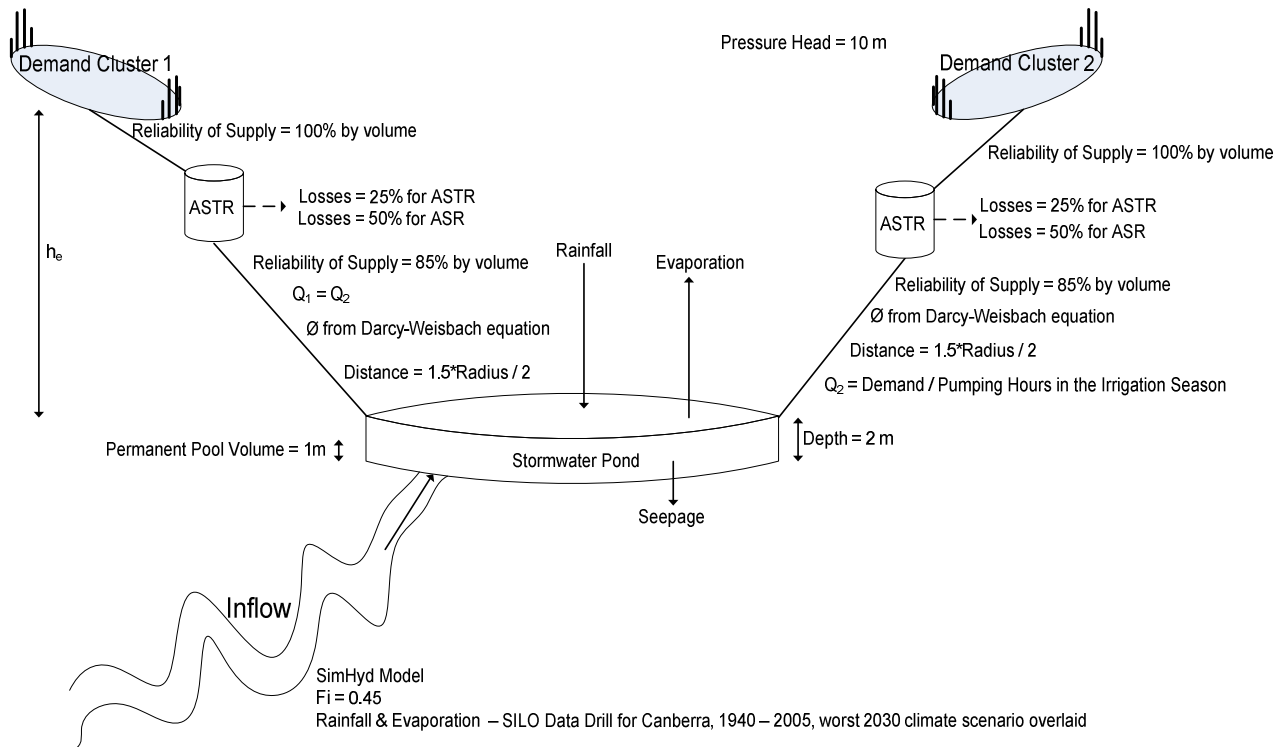 Demand Cluster 1
Pressure Head = 10 m
Demand Cluster 2
Reliability of Supply = 100% by volume
Reliability of Supply = 100% by volume
ASTR
Losses = 25% for ASTR
Losses = 50% for ASR
ASTR
Losses = 25% for ASTR
Losses = 50% for ASR
hₑ
Reliability of Supply = 85% by volume
Q₁ = Q₂
Ø from Darcy-Weisbach equation
Distance = 1.5*Radius / 2
Rainfall
Evaporation
Reliability of Supply = 85% by volume
Ø from Darcy-Weisbach equation
Distance = 1.5*Radius / 2
Q₂ = Demand / Pumping Hours in the Irrigation Season
Permanent Pool Volume = 1m
Stormwater Pond
Depth = 2 m
Seepage
Inflow
SimHyd Model
Fi = 0.45
Rainfall & Evaporation – SILO Data Drill for Canberra, 1940 – 2005, worst 2030 climate scenario overlaid